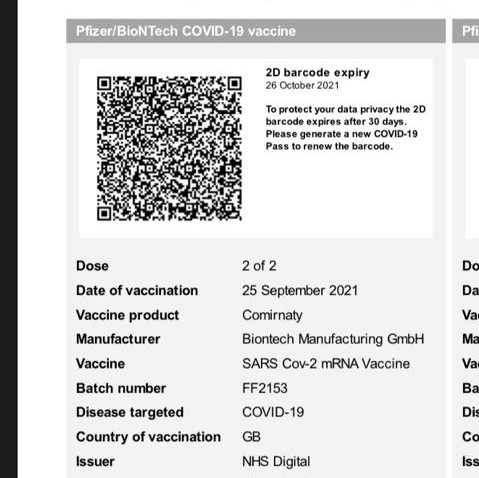 Pfizer/BioNTech COVID-19 vaccine
Pfi
2D barcode expiry
26 October 2021
To protect your data privacy the 2D
barcode expires after 30 days.
Please generate a new COVID-19
Pass to renew the barcode.
Dose 2 of 2
Date of vaccination 25 September 2021
Vaccine product Comirnaty
Manufacturer Biontech Manufacturing GmbH
Vaccine SARS Cov-2 mRNA Vaccine
Batch number FF2153
Disease targeted COVID-19
Country of vaccination GB
Issuer NHS Digital
Do
Da
Va
Ma
Va
Ba
Dis
Co
Iss